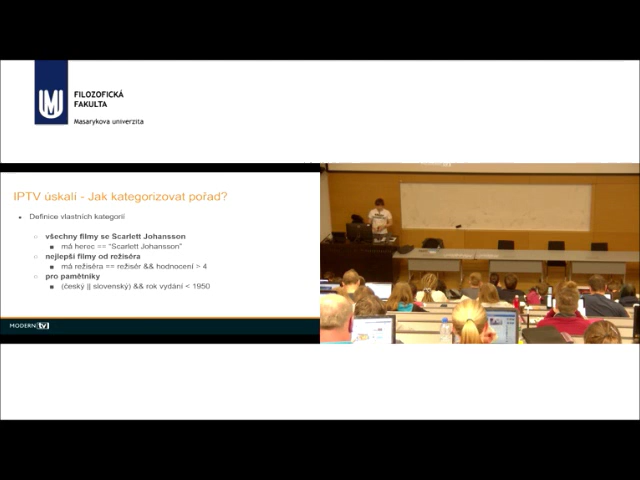 FILOZOFICKÁ
FAKULTA
Masarykova univerzita
IPTV úskalí - Jak kategorizovat pořad?
• Definice vlastních kategorií
○ všechny filmy se Scarlett Johansson
■ má herec == "Scarlett Johansson"
○ nejlepši filmy od režiséra
■ má režiséra == režisér && hodnocení > 4
○ pro pamětníky
■ (český || slovenský) && rok vydání < 1950
MODERN tv